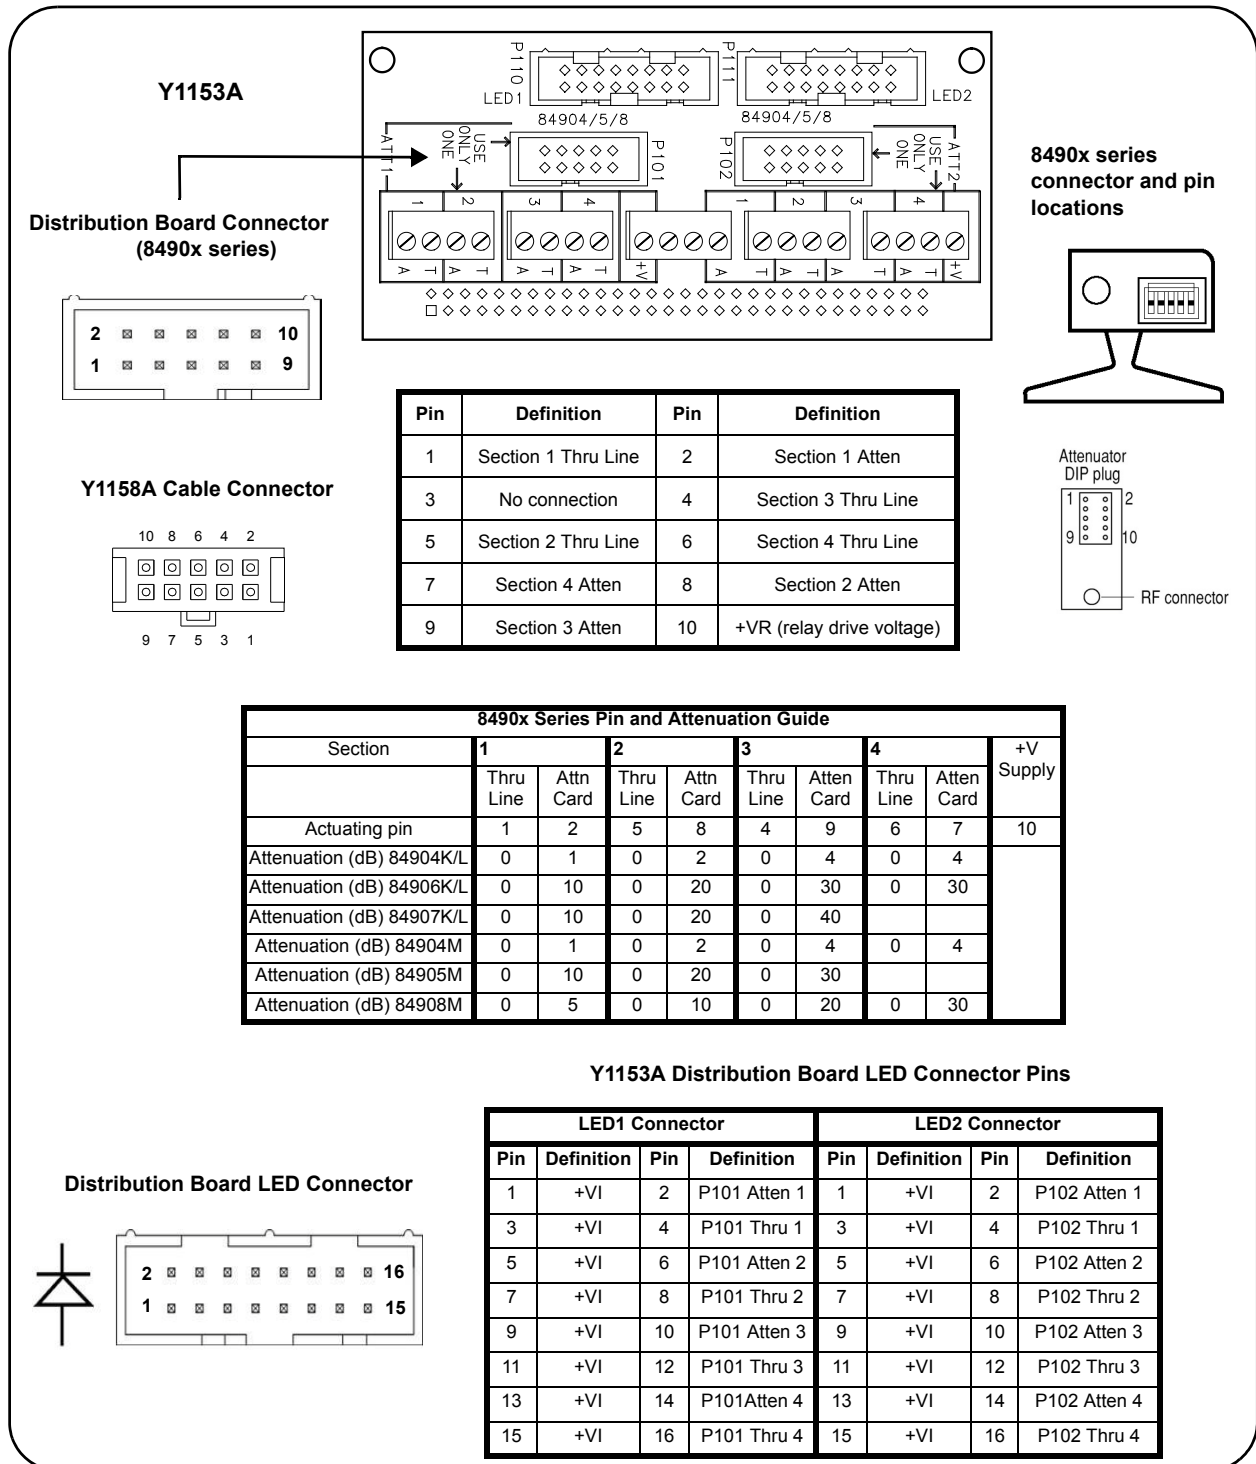 Y1153A
P110
P111
LED1
LED2
84904/5/8
84904/5/8
ATT1
USE ONLY ONE
P101
P102
USE ONLY ONE
ATT2
1 2 3 4 1 2 3 4
A T A T A T A T +V A T A T A T A T +V
Distribution Board Connector
(8490x series)
2 10
1 9
8490x series
connector and pin
locations
Pin Definition Pin Definition
1 Section 1 Thru Line 2 Section 1 Atten
3 No connection 4 Section 3 Thru Line
5 Section 2 Thru Line 6 Section 4 Thru Line
7 Section 4 Atten 8 Section 2 Atten
9 Section 3 Atten 10 +VR (relay drive voltage)
Y1158A Cable Connector
10 8 6 4 2
9 7 5 3 1
Attenuator
DIP plug
1 2
9 10
RF connector
8490x Series Pin and Attenuation Guide
Section 1 2 3 4 +V Supply
Thru Line Attn Card Thru Line Attn Card Thru Line Atten Card Thru Line Atten Card
Actuating pin 1 2 5 8 4 9 6 7 10
Attenuation (dB) 84904K/L 0 1 0 2 0 4 0 4
Attenuation (dB) 84906K/L 0 10 0 20 0 30 0 30
Attenuation (dB) 84907K/L 0 10 0 20 0 40
Attenuation (dB) 84904M 0 1 0 2 0 4 0 4
Attenuation (dB) 84905M 0 10 0 20 0 30
Attenuation (dB) 84908M 0 5 0 10 0 20 0 30
Y1153A Distribution Board LED Connector Pins
LED1 Connector LED2 Connector
Pin Definition Pin Definition Pin Definition Pin Definition
1 +VI 2 P101 Atten 1 1 +VI 2 P102 Atten 1
3 +VI 4 P101 Thru 1 3 +VI 4 P102 Thru 1
5 +VI 6 P101 Atten 2 5 +VI 6 P102 Atten 2
7 +VI 8 P101 Thru 2 7 +VI 8 P102 Thru 2
9 +VI 10 P101 Atten 3 9 +VI 10 P102 Atten 3
11 +VI 12 P101 Thru 3 11 +VI 12 P102 Thru 3
13 +VI 14 P101Atten 4 13 +VI 14 P102 Atten 4
15 +VI 16 P101 Thru 4 15 +VI 16 P102 Thru 4
Distribution Board LED Connector
2 16
1 15